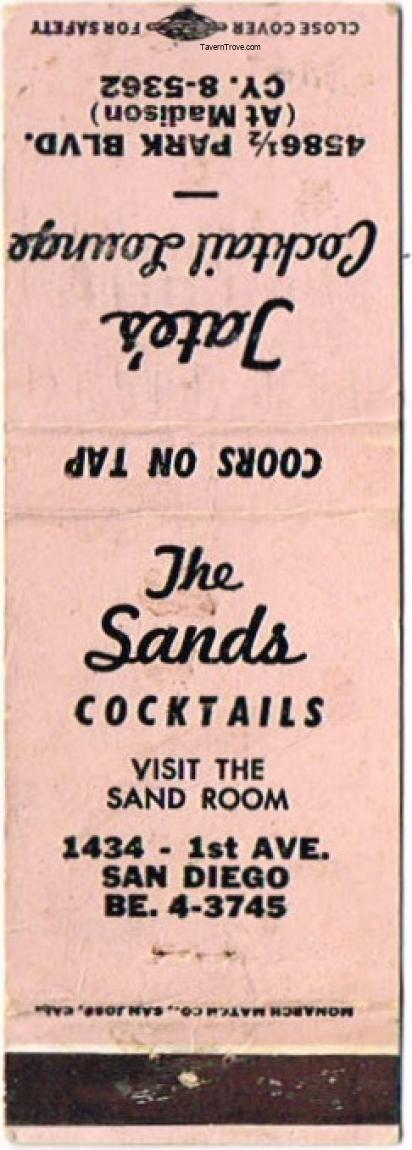 CLOSE COVER FOR SAFETY
TavernTrove.com
Tate's
Cocktail Lounge
4586½ PARK BLVD.
(At Madison)
CY. 8-5362
COORS ON TAP
The
Sands
COCKTAILS
VISIT THE
SAND ROOM
1434 - 1st AVE.
SAN DIEGO
BE. 4-3745
MONARCH MATCH CO., SAN JOSE, CAL.